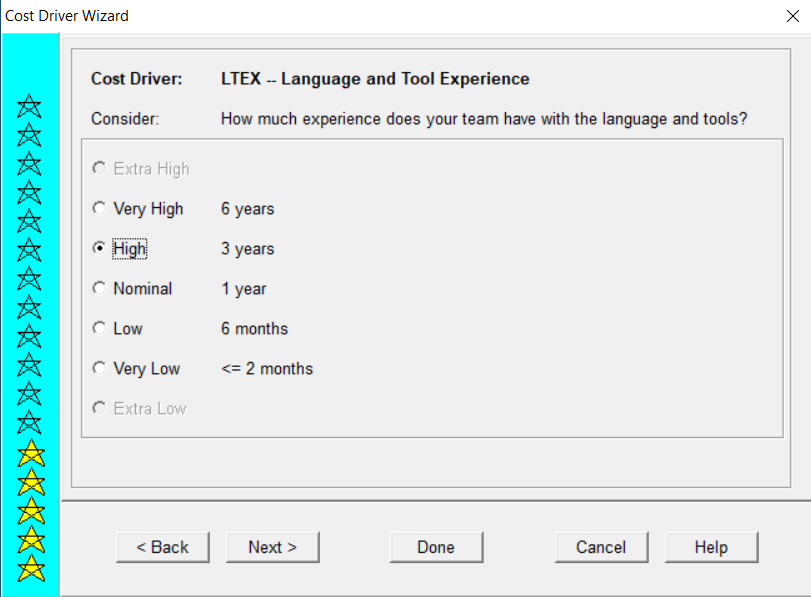 Cost Driver Wizard
Cost Driver: LTEX -- Language and Tool Experience
Consider: How much experience does your team have with the language and tools?
Extra High
Very High 6 years
High 3 years
Nominal 1 year
Low 6 months
Very Low <= 2 months
Extra Low
< Back Next > Done Cancel Help